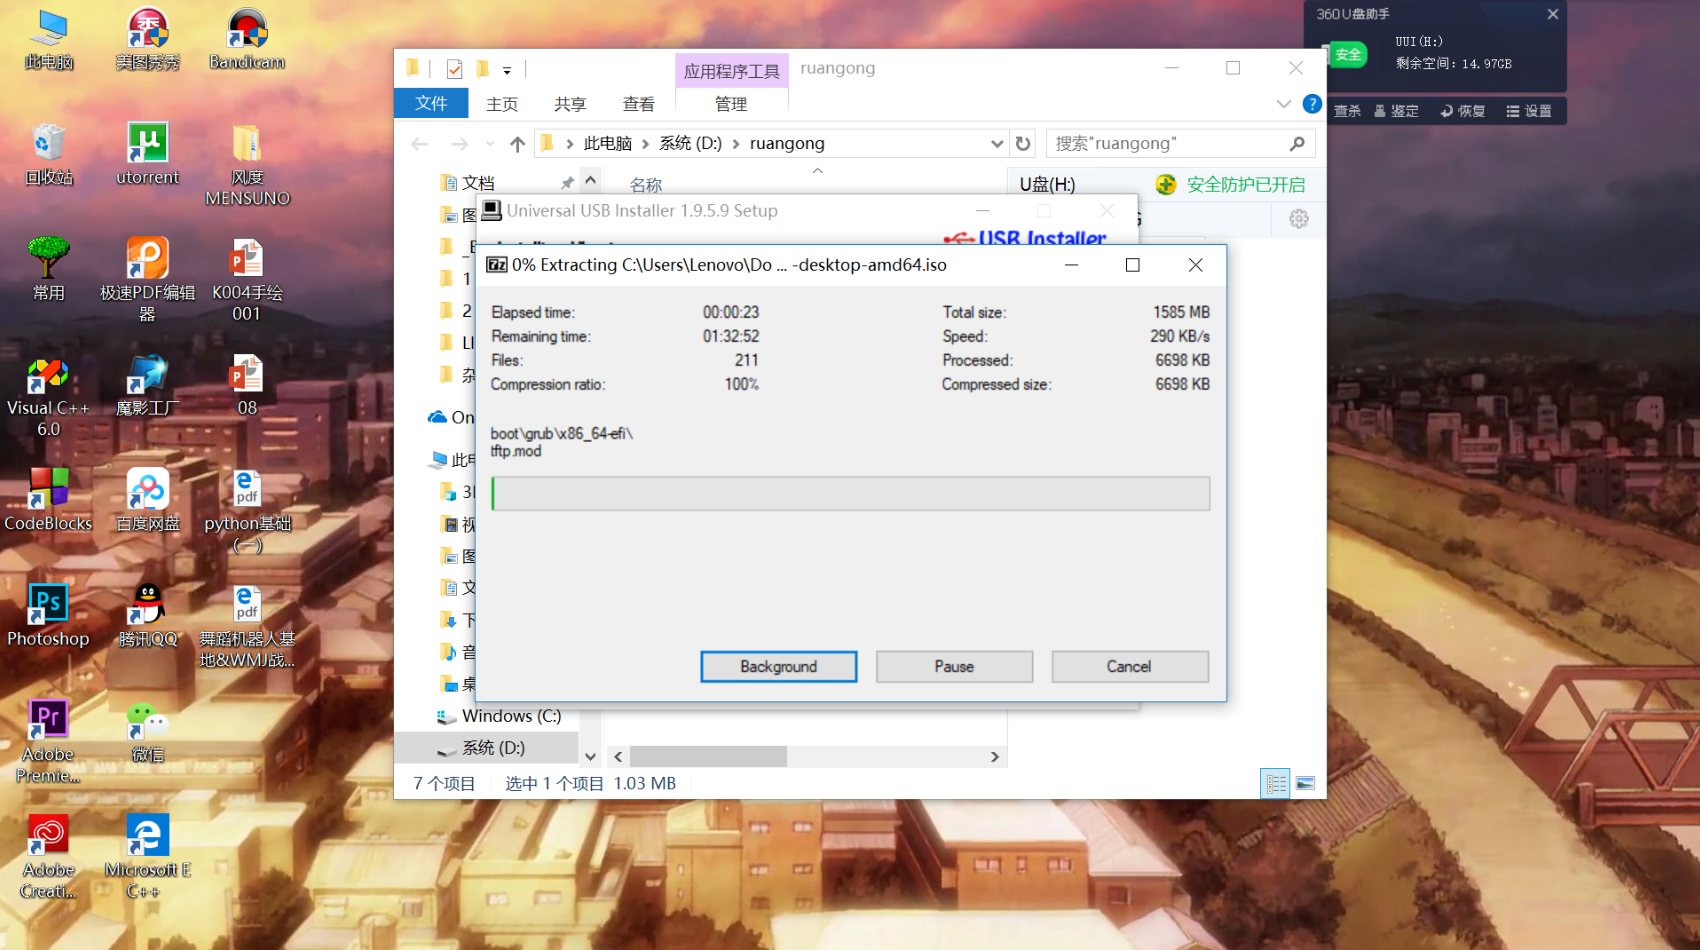 此电脑
美图秀秀
Bandicam
回收站
utorrent
风度
MENSUNO
常用
极速PDF编辑
器
K004手绘
001
Visual C++
6.0
魔影工厂
08
CodeBlocks
百度网盘
python基础
(一)
Photoshop
腾讯QQ
舞蹈机器人基
地&WMJ战...
Adobe
Premie...
微信
Adobe
Creati...
Microsoft E
C++
应用程序工具
ruangong
文件
主页
共享
查看
管理
此电脑
系统 (D:)
ruangong
搜索"ruangong"
文档
名称
U盘(H:)
安全防护已开启
Universal USB Installer 1.9.5.9 Setup
USB Installer
0% Extracting C:\Users\Lenovo\Do ... -desktop-amd64.iso
Elapsed time: 00:00:23 Total size: 1585 MB
Remaining time: 01:32:52 Speed: 290 KB/s
Files: 211 Processed: 6698 KB
Compression ratio: 100% Compressed size: 6698 KB
boot\grub\x86_64-efi\
tftp.mod
Background
Pause
Cancel
图
1
2
杂
On
此电
视
图
文
下
音
桌
Windows (C:)
系统 (D:)
7 个项目 选中 1 个项目 1.03 MB
360U盘助手
安全
UUI(H:)
剩余空间: 14.97GB
查杀
鉴定
恢复
设置